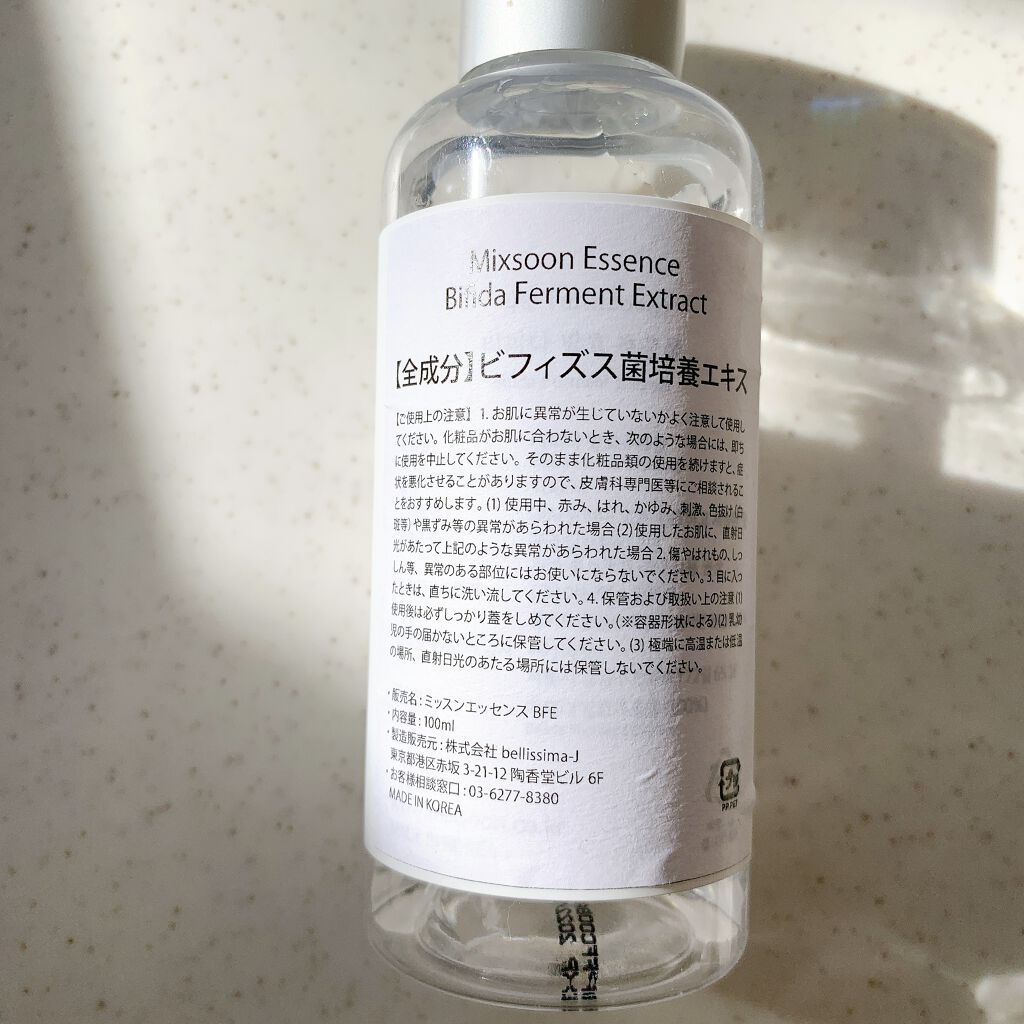 Mixsoon Essence
Bifida Ferment Extract
【全成分】ビフィズス菌培養エキス
【ご使用上の注意】 1. お肌に異常が生じていないかよく注意して使用し
てください。化粧品がお肌に合わないとき、次のような場合には、即ち
に使用を中止してください。そのまま化粧品類の使用を続けますと、症
状を悪化させることがありますので、皮膚科専門医等にご相談されるこ
とをおすすめします。(1) 使用中、赤み、はれ、かゆみ、刺激、色抜け(白
斑等)や黒ずみ等の異常があらわれた場合(2)使用したお肌に、直射日
光があたって上記のような異常があらわれた場合 2. 傷やはれもの、しっ
しん等、異常のある部位にはお使いにならないでください。3. 目に入っ
たときは、直ちに洗い流してください。4. 保管および取扱い上の注意(1)
使用後は必ずしっかり蓋をしめてください。(※容器形状による)(2)乳幼
児の手の届かないところに保管してください。(3) 極端に高温または低温
の場所、直射日光のあたる場所には保管しないでください。
・販売名 : ミッスンエッセンス BFE
・内容量 : 100ml
・製造販売元 : 株式会社 bellissima-J
東京都港区赤坂 3-21-12 陶香堂ビル 6F
・お客様相談窓口 : 03-6277-8380
MADE IN KOREA
PP, PET